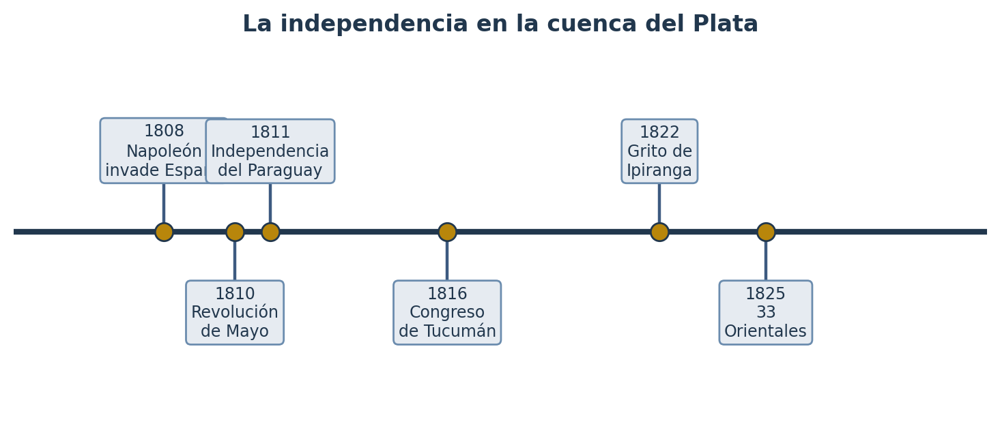 La independencia en la cuenca del Plata
1808
Napoleón
invade
1811
Independencia
del Paraguay
1822
Grito de
Ipiranga
1810
Revolución
de Mayo
1816
Congreso
de Tucumán
1825
33
Orientales